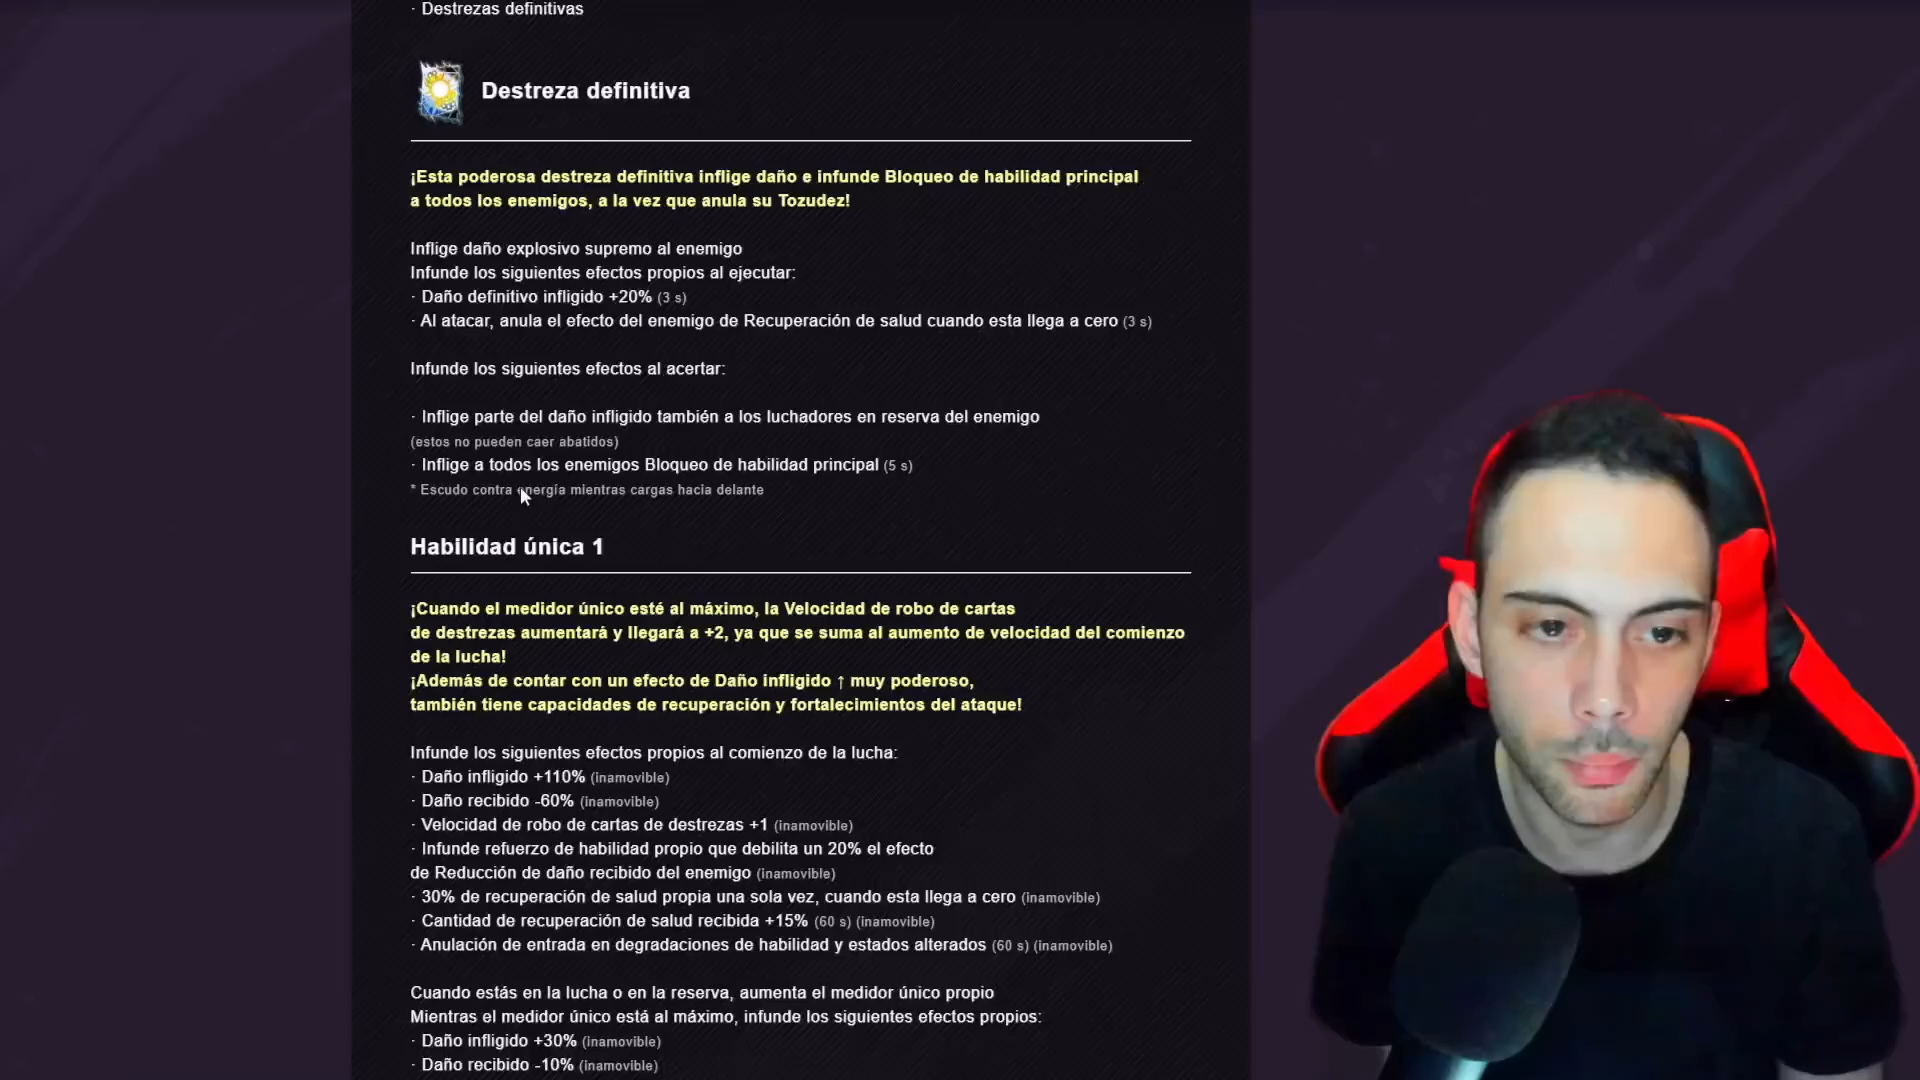 · Destrezas definitivas
Destreza definitiva
¡Esta poderosa destreza definitiva inflige daño e infunde Bloqueo de habilidad principal
a todos los enemigos, a la vez que anula su Tozudez!
Inflige daño explosivo supremo al enemigo
Infunde los siguientes efectos propios al ejecutar:
· Daño definitivo infligido +20% (3 s)
· Al atacar, anula el efecto del enemigo de Recuperación de salud cuando esta llega a cero (3 s)
Infunde los siguientes efectos al acertar:
· Inflige parte del daño infligido también a los luchadores en reserva del enemigo
(estos no pueden caer abatidos)
· Inflige a todos los enemigos Bloqueo de habilidad principal (5 s)
* Escudo contra energía mientras cargas hacia delante
Habilidad única 1
¡Cuando el medidor único esté al máximo, la Velocidad de robo de cartas
de destrezas aumentará y llegará a +2, ya que se suma al aumento de velocidad del comienzo
de la lucha!
¡Además de contar con un efecto de Daño infligido ↑ muy poderoso,
también tiene capacidades de recuperación y fortalecimientos del ataque!
Infunde los siguientes efectos propios al comienzo de la lucha:
· Daño infligido +110% (inamovible)
· Daño recibido -60% (inamovible)
· Velocidad de robo de cartas de destrezas +1 (inamovible)
· Infunde refuerzo de habilidad propio que debilita un 20% el efecto
de Reducción de daño recibido del enemigo (inamovible)
· 30% de recuperación de salud propia una sola vez, cuando esta llega a cero (inamovible)
· Cantidad de recuperación de salud recibida +15% (60 s) (inamovible)
· Anulación de entrada en degradaciones de habilidad y estados alterados (60 s) (inamovible)
Cuando estás en la lucha o en la reserva, aumenta el medidor único propio
Mientras el medidor único está al máximo, infunde los siguientes efectos propios:
· Daño infligido +30% (inamovible)
· Daño recibido -10% (inamovible)